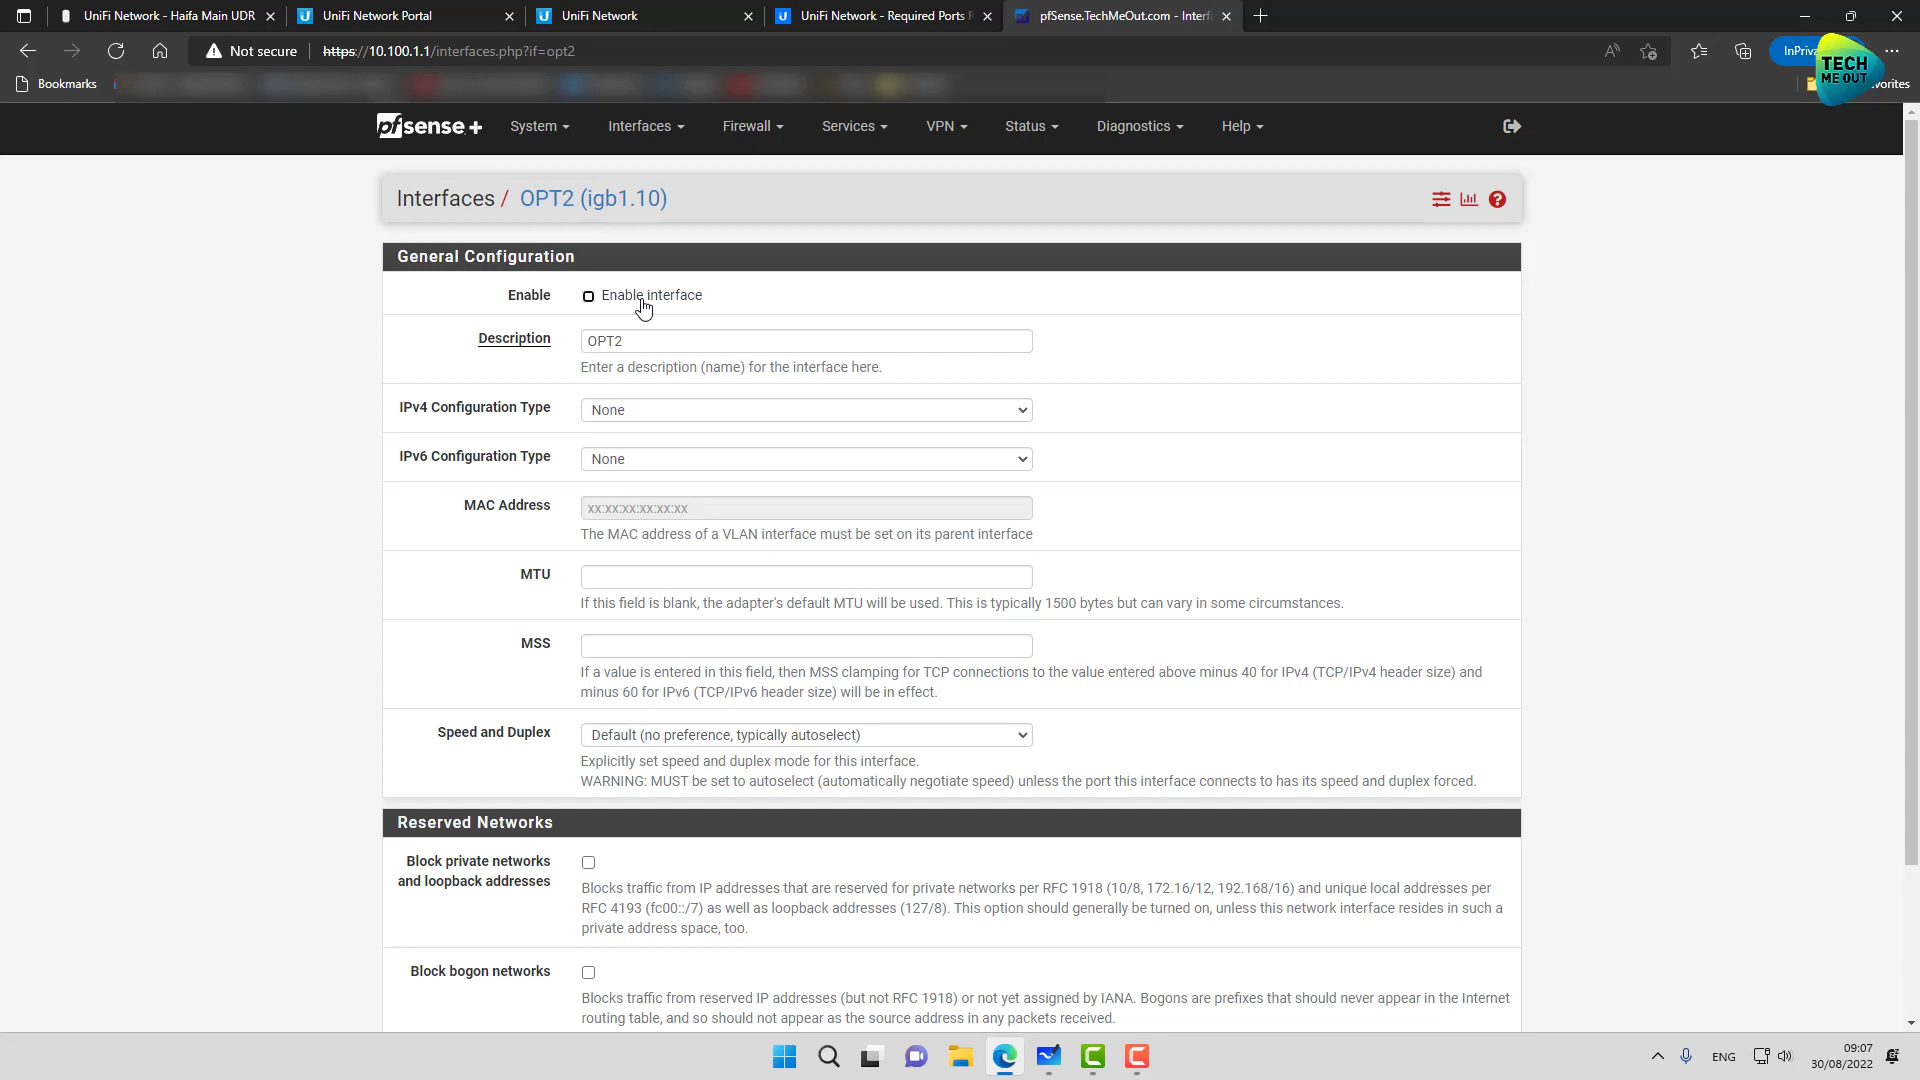 UniFi Network - Haifa Main UDR
UniFi Network Portal
UniFi Network
UniFi Network - Required Ports R
pfSense.TechMeOut.com - Interf
Not secure
https://10.100.1.1/interfaces.php?if=opt2
InPriva
TECH
ME OUT
Bookmarks
vorites
pfsense +
System
Interfaces
Firewall
Services
VPN
Status
Diagnostics
Help
Interfaces / OPT2 (igb1.10)
General Configuration
Enable
Enable interface
Description
OPT2
Enter a description (name) for the interface here.
IPv4 Configuration Type
None
IPv6 Configuration Type
None
MAC Address
xx:xx:xx:xx:xx:xx
The MAC address of a VLAN interface must be set on its parent interface
MTU
If this field is blank, the adapter's default MTU will be used. This is typically 1500 bytes but can vary in some circumstances.
MSS
If a value is entered in this field, then MSS clamping for TCP connections to the value entered above minus 40 for IPv4 (TCP/IPv4 header size) and
minus 60 for IPv6 (TCP/IPv6 header size) will be in effect.
Speed and Duplex
Default (no preference, typically autoselect)
Explicitly set speed and duplex mode for this interface.
WARNING: MUST be set to autoselect (automatically negotiate speed) unless the port this interface connects to has its speed and duplex forced.
Reserved Networks
Block private networks
and loopback addresses
Blocks traffic from IP addresses that are reserved for private networks per RFC 1918 (10/8, 172.16/12, 192.168/16) and unique local addresses per
RFC 4193 (fc00::/7) as well as loopback addresses (127/8). This option should generally be turned on, unless this network interface resides in such a
private address space, too.
Block bogon networks
Blocks traffic from reserved IP addresses (but not RFC 1918) or not yet assigned by IANA. Bogons are prefixes that should never appear in the Internet
routing table, and so should not appear as the source address in any packets received.
ENG
09:07
30/08/2022